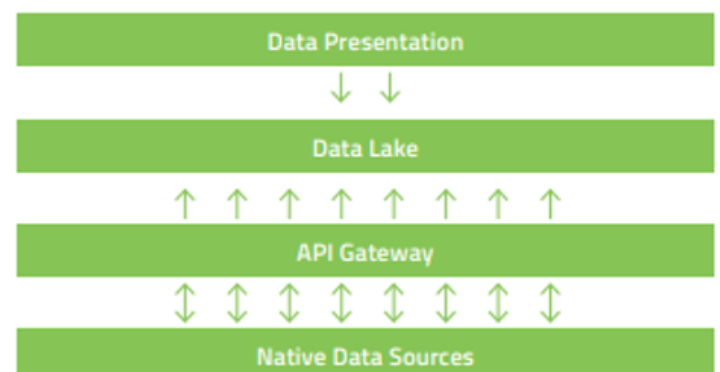 Data Presentation
Data Lake
API Gateway
Native Data Sources